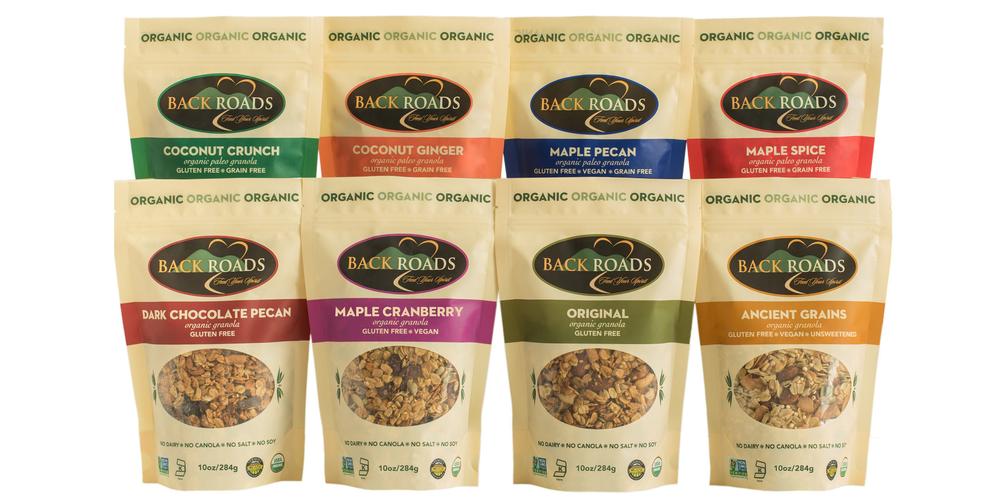 ORGANIC ORGANIC ORGANIC
BACK ROADS
Feed Your Spirit
COCONUT CRUNCH
organic paleo granola
GLUTEN FREE GRAIN FREE
ORGANIC ORGANIC ORGANIC
BACK ROADS
Feed Your Spirit
COCONUT GINGER
organic paleo granola
GLUTEN FREE GRAIN FREE
ORGANIC ORGANIC ORGANIC
BACK ROADS
Feed Your Spirit
MAPLE PECAN
organic paleo granola
GLUTEN FREE VEGAN GRAIN FREE
ORGANIC ORGANIC ORGANIC
BACK ROADS
Feed Your Spirit
MAPLE SPICE
organic paleo granola
GLUTEN FREE GRAIN FREE
ORGANIC ORGANIC ORGANIC
BACK ROADS
Feed Your Spirit
DARK CHOCOLATE PECAN
organic granola
GLUTEN FREE
NO DAIRY NO CANOLA NO SALT NO SOY
10oz/284g
ORGANIC ORGANIC ORGANIC
BACK ROADS
Feed Your Spirit
MAPLE CRANBERRY
organic granola
GLUTEN FREE VEGAN
NO DAIRY NO CANOLA NO SALT NO SOY
10oz/284g
ORGANIC ORGANIC ORGANIC
BACK ROADS
Feed Your Spirit
ORIGINAL
organic granola
GLUTEN FREE
NO DAIRY NO CANOLA NO SALT NO SOY
10oz/284g
ORGANIC ORGANIC ORGANIC
BACK ROADS
Feed Your Spirit
ANCIENT GRAINS
organic granola
GLUTEN FREE VEGAN UNSWEETENED
NO DAIRY NO CANOLA NO SALT NO SOY
10oz/284g